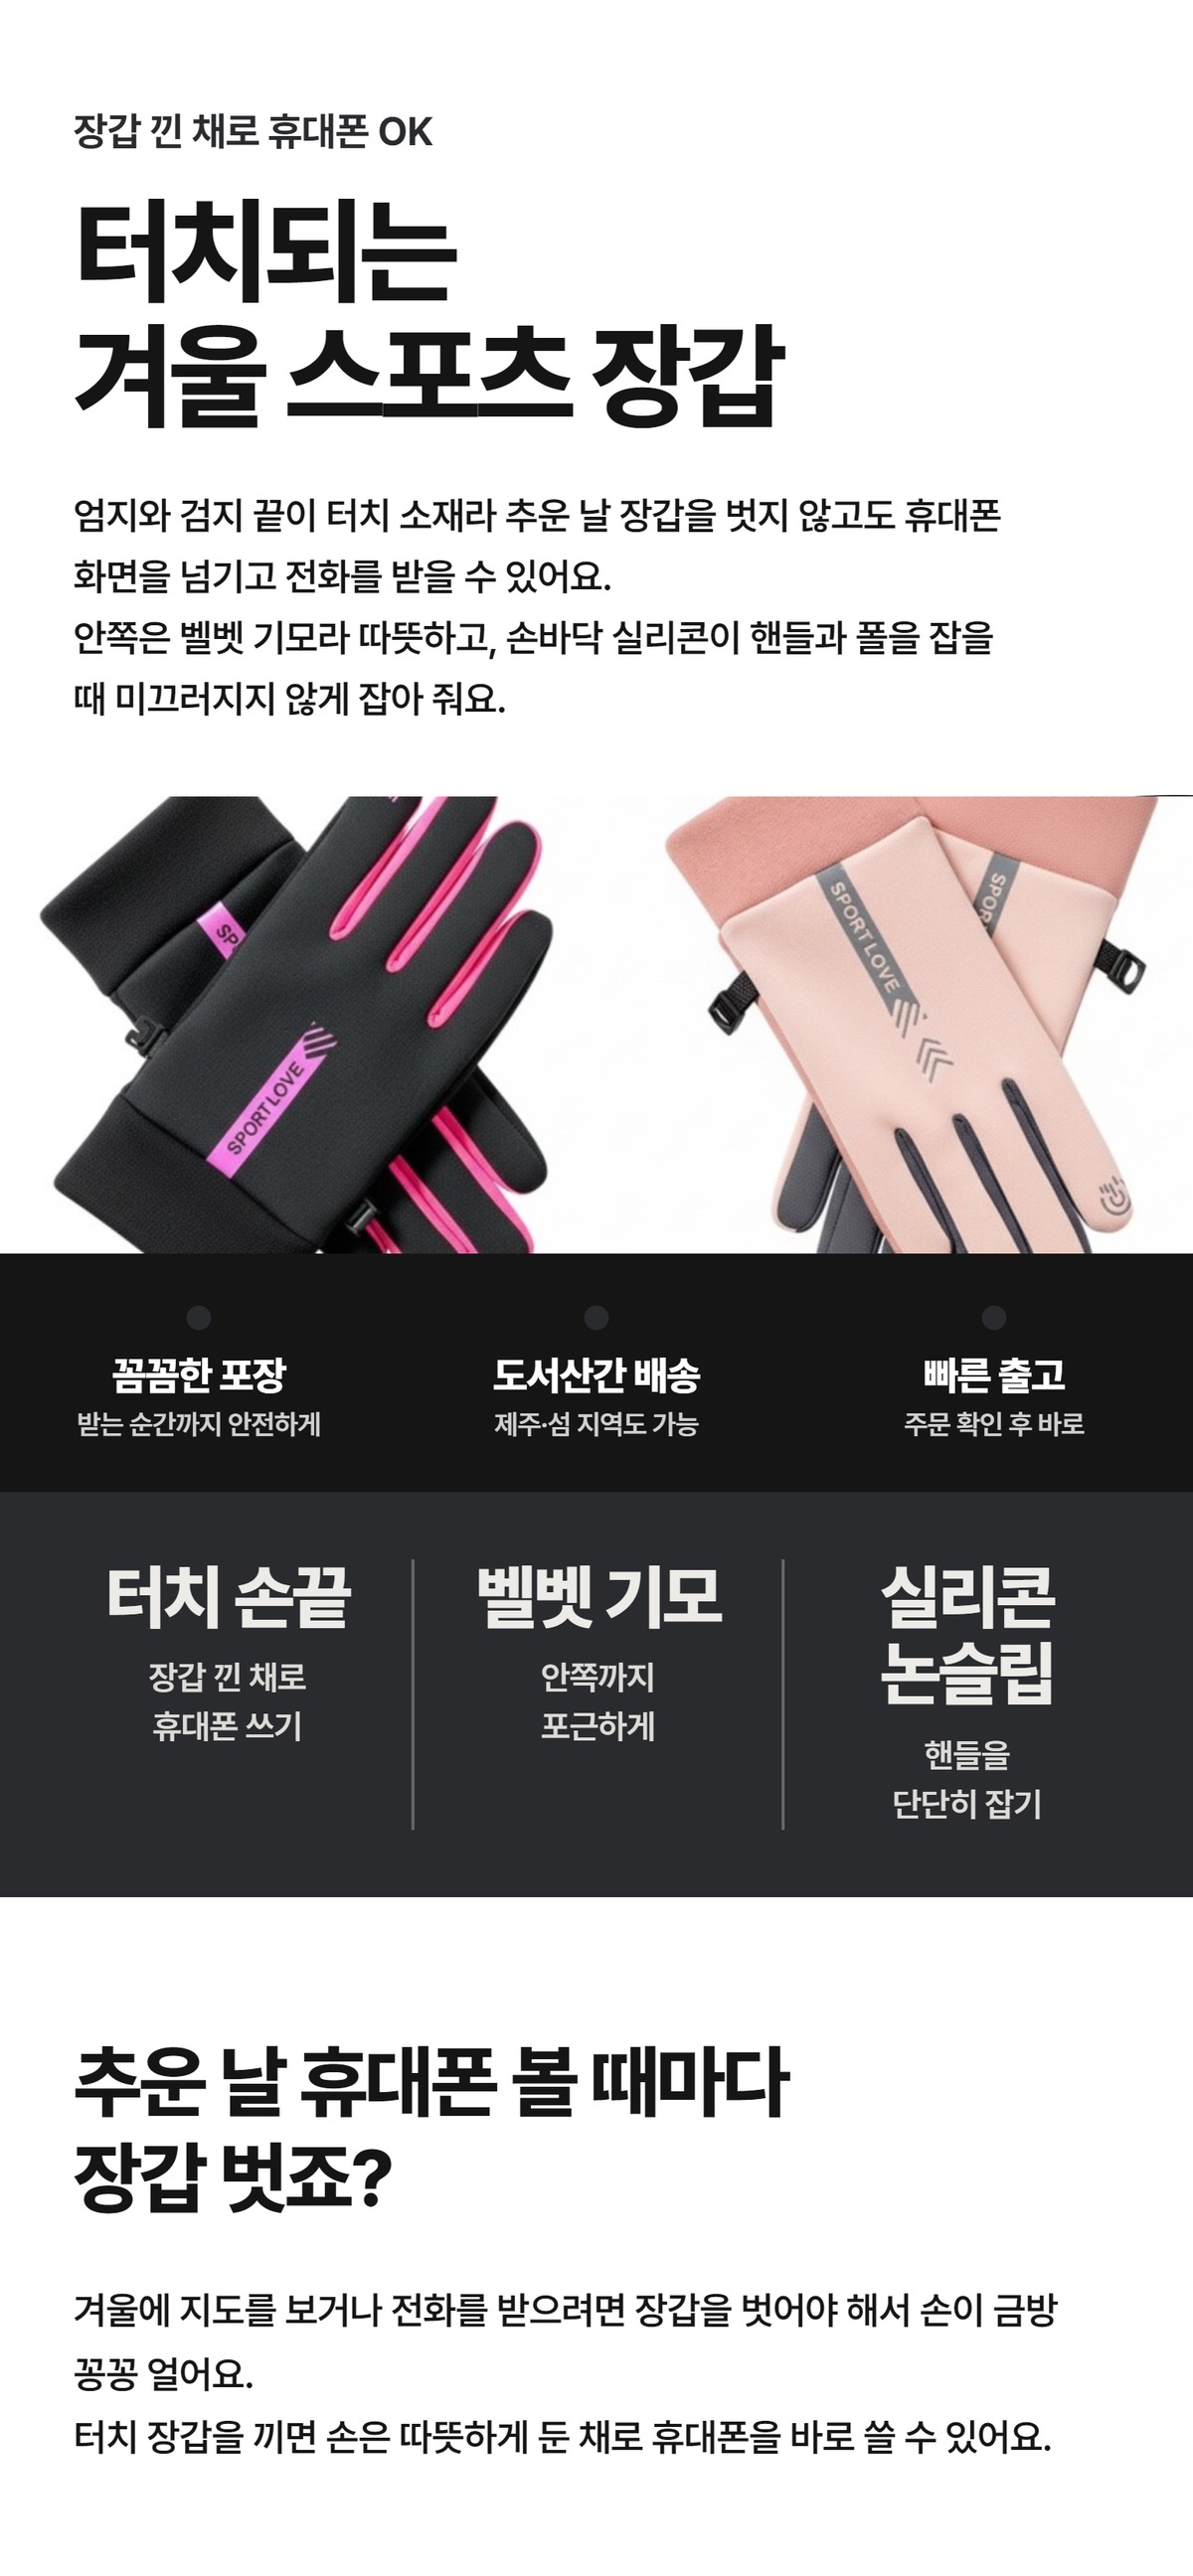 장갑 낀 채로 휴대폰 OK
터치되는
겨울 스포츠 장갑
엄지와 검지 끝이 터치 소재라 추운 날 장갑을 벗지 않고도 휴대폰
화면을 넘기고 전화를 받을 수 있어요.
안쪽은 벨벳 기모라 따뜻하고, 손바닥 실리콘이 핸들과 폴을 잡을
때 미끄러지지 않게 잡아 줘요.
SP
SPORT LOVE
SPORT LOVE
SPOR
꼼꼼한 포장
받는 순간까지 안전하게
도서산간 배송
제주·섬 지역도 가능
빠른 출고
주문 확인 후 바로
터치 손끝
장갑 낀 채로
휴대폰 쓰기
벨벳 기모
안쪽까지
포근하게
실리콘
논슬립
핸들을
단단히 잡기
추운 날 휴대폰 볼 때마다
장갑 벗죠?
겨울에 지도를 보거나 전화를 받으려면 장갑을 벗어야 해서 손이 금방
꽁꽁 얼어요.
터치 장갑을 끼면 손은 따뜻하게 둔 채로 휴대폰을 바로 쓸 수 있어요.